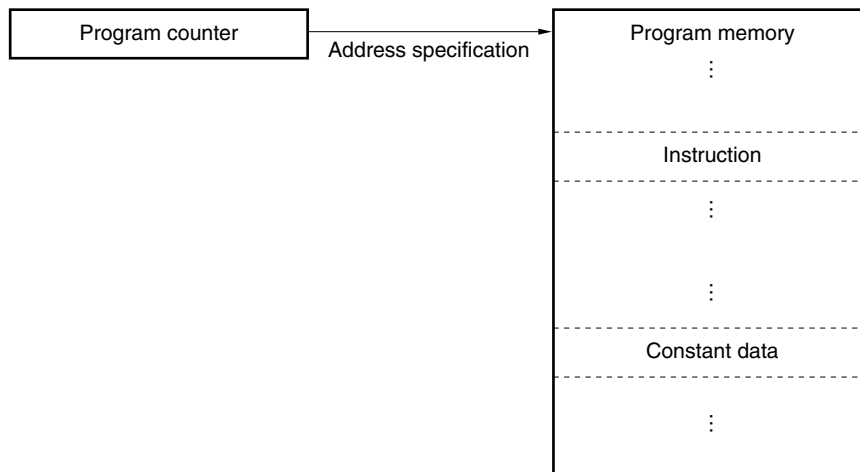 Program counter
Address specification
Program memory
⋮
Instruction
⋮
⋮
Constant data
⋮